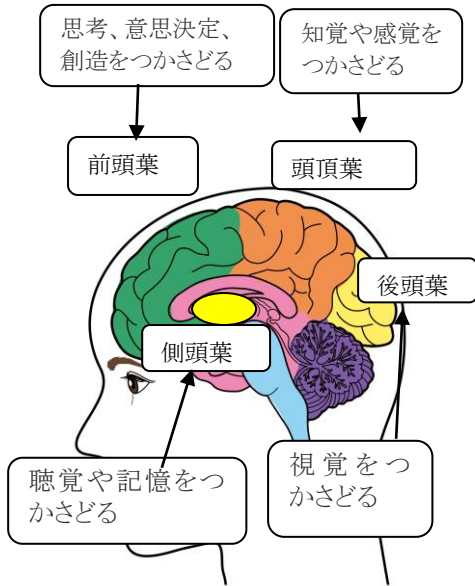 思考、意思決定、
創造をつかさどる
知覚や感覚を
つかさどる
前頭葉
頭頂葉
後頭葉
側頭葉
聴覚や記憶をつ
かさどる
視覚をつ
かさどる